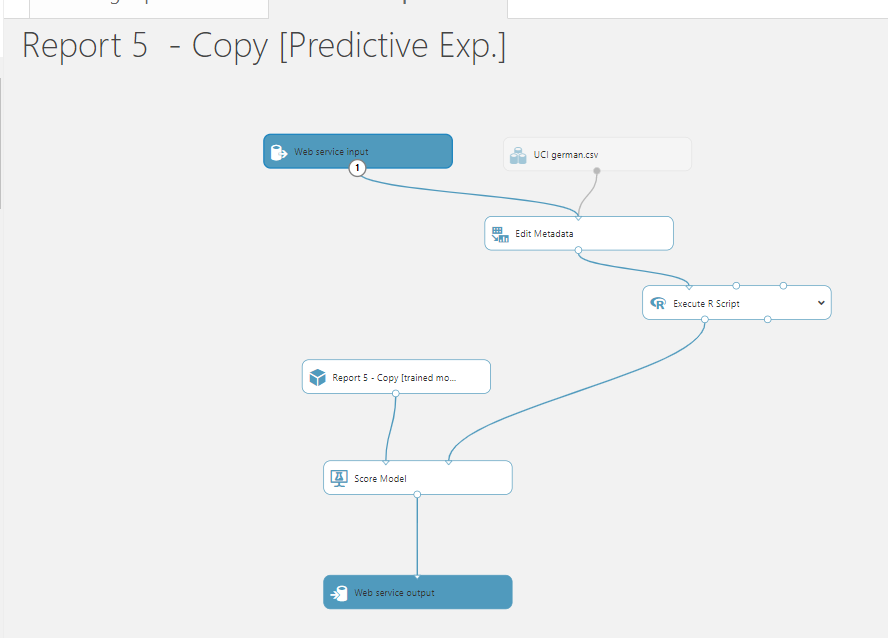 Report 5 - Copy [Predictive Exp.]
Web service input
UCI german.csv
1
Edit Metadata
Execute R Script
Report 5 - Copy [trained mo...
Score Model
Web service output